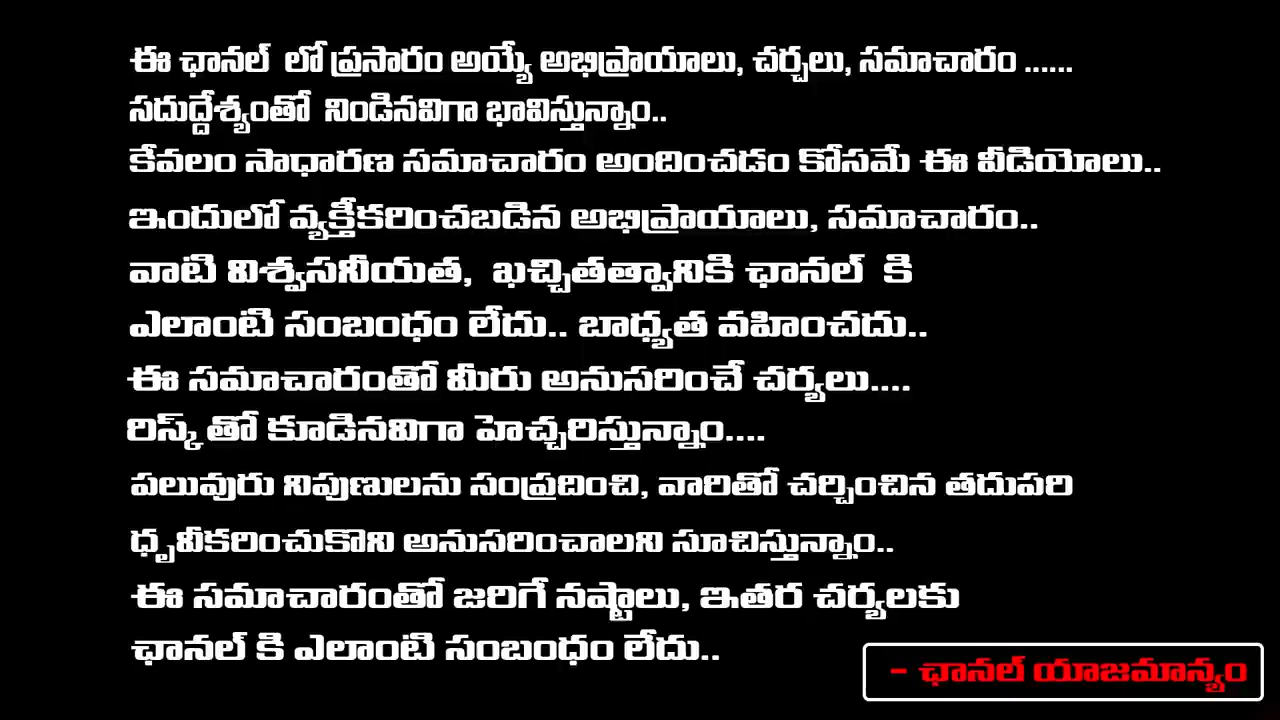 ఈ ఛానల్ లో ప్రసారం అయ్యే అభిప్రాయాలు, చర్చలు, సమాచారం ......
సదుద్దేశ్యంతో నిండినవిగా భావిస్తున్నాం..
కేవలం సాధారణ సమాచారం అందించడం కోసమే ఈ వీడియోలు..
ఇందులో వ్యక్తీకరించబడిన అభిప్రాయాలు, సమాచారం..
వాటి విశ్వసనీయత, ఖచ్చితత్వానికి ఛానల్ కి
ఎలాంటి సంబంధం లేదు.. బాధ్యత వహించదు..
ఈ సమాచారంతో మీరు అనుసరించే చర్యలు....
రిస్క్ తో కూడినవిగా హెచ్చరిస్తున్నాం....
పలువురు నిపుణులను సంప్రదించి, వారితో చర్చించిన తదుపరి
ధృవీకరించుకొని అనుసరించాలని సూచిస్తున్నాం..
ఈ సమాచారంతో జరిగే నష్టాలు, ఇతర చర్యలకు
ఛానల్ కి ఎలాంటి సంబంధం లేదు..
- ఛానల్ యాజమాన్యం